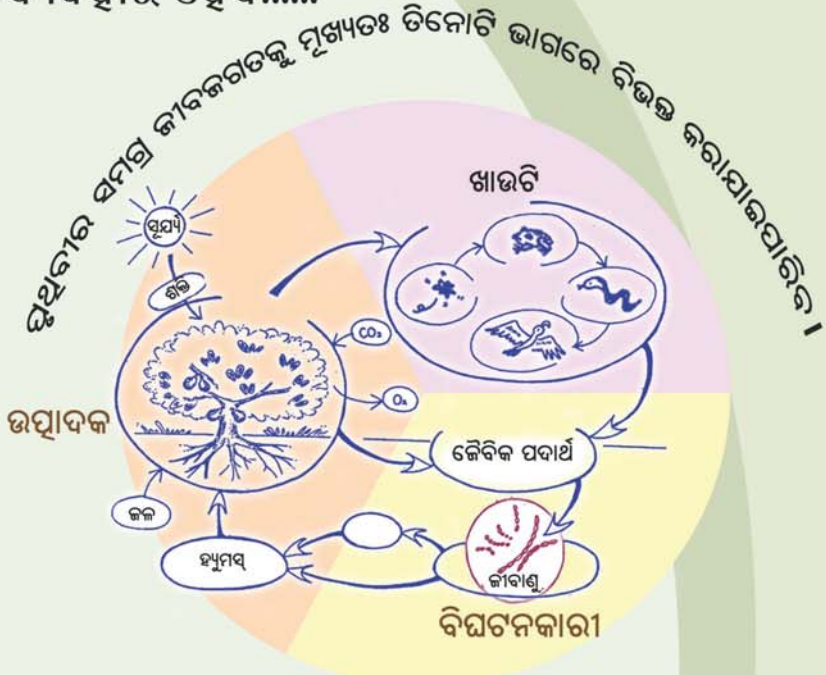 ପୃଥିବୀର ସମଗ୍ର ଜୀବଜଗତକୁ ମୁଖ୍ୟତଃ ତିନୋଟି ଭାଗରେ ବିଭକ୍ତ କରାଯାଇପାରିବ।
ଖାଉଟି
ସୂର୍ଯ୍ୟ
ଶକ୍ତି
CO₂
O₂
ଉତ୍ପାଦକ
ଜୈବିକ ପଦାର୍ଥ
ଜଳ
ହ୍ୟୁମସ୍
ଜୀବାଣୁ
ବିଘଟନକାରୀ